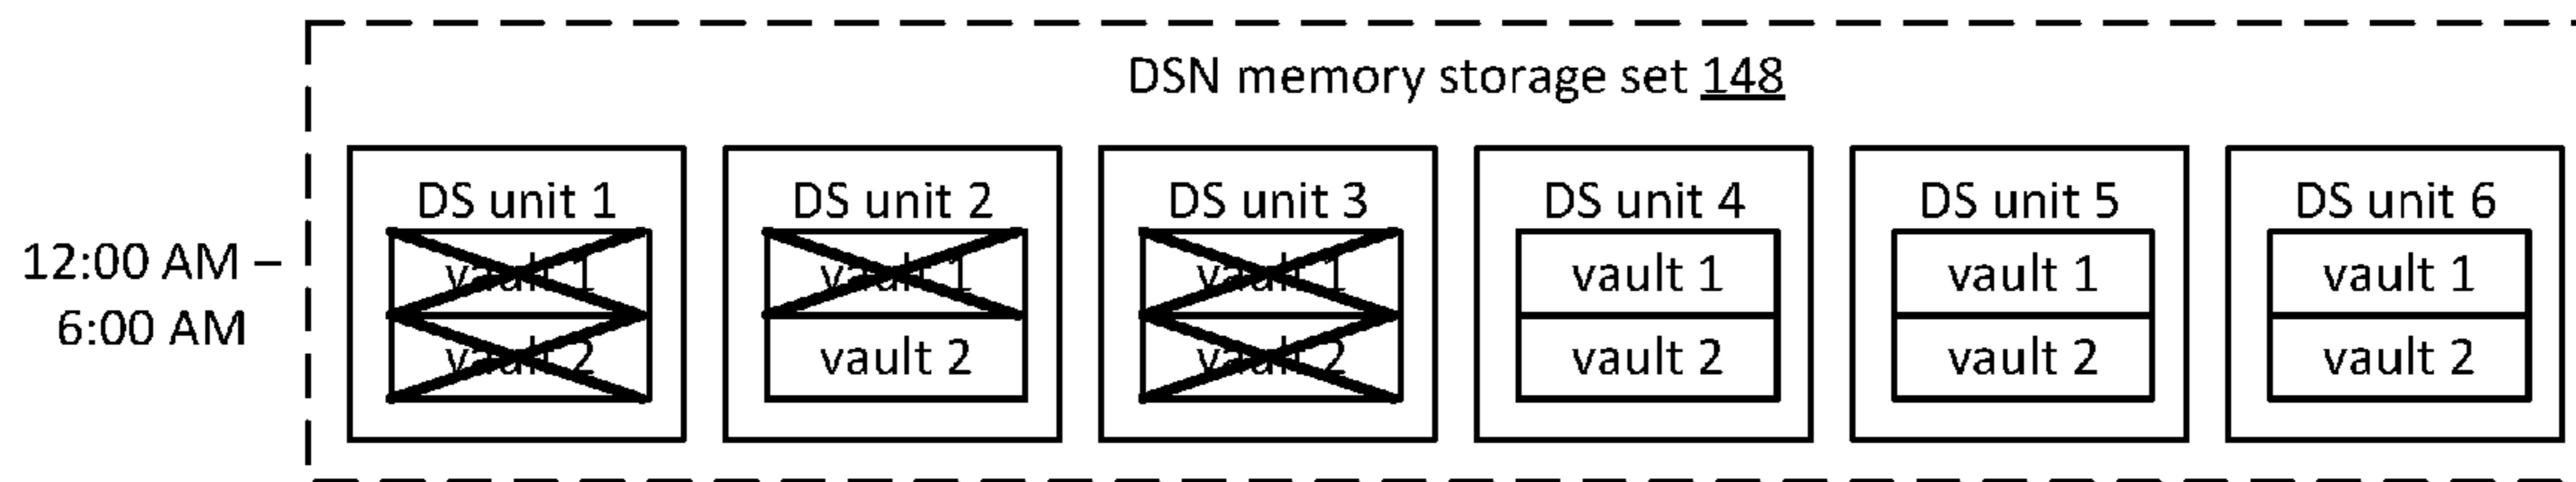 DSN memory storage set 148
12:00 AM –
6:00 AM
DS unit 1
vault 1
vault 2
DS unit 2
vault 1
vault 2
DS unit 3
vault 1
vault 2
DS unit 4
vault 1
vault 2
DS unit 5
vault 1
vault 2
DS unit 6
vault 1
vault 2